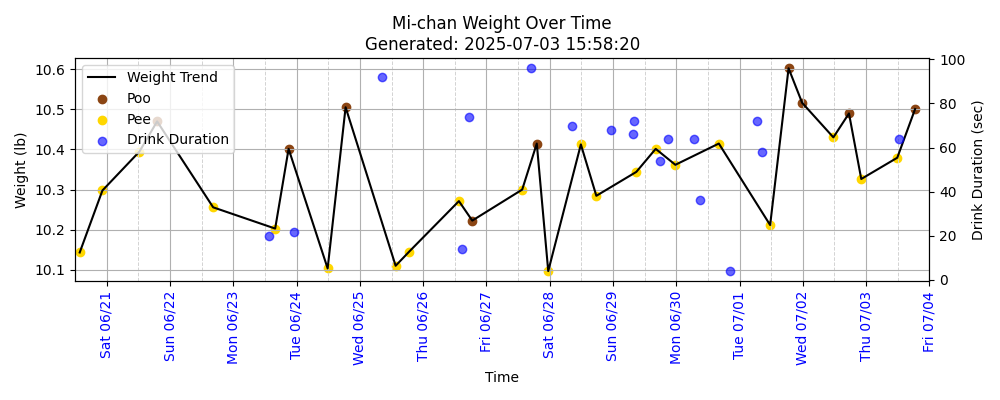 Mi-chan Weight Over Time
Generated: 2025-07-03 15:58:20
Weight Trend
Poo
Pee
Drink Duration
Weight (lb)
10.6
10.5
10.4
10.3
10.2
10.1
100
80
60
40
20
0
Drink Duration (sec)
Sat 06/21
Sun 06/22
Mon 06/23
Tue 06/24
Wed 06/25
Thu 06/26
Fri 06/27
Sat 06/28
Sun 06/29
Mon 06/30
Tue 07/01
Wed 07/02
Thu 07/03
Fri 07/04
Time